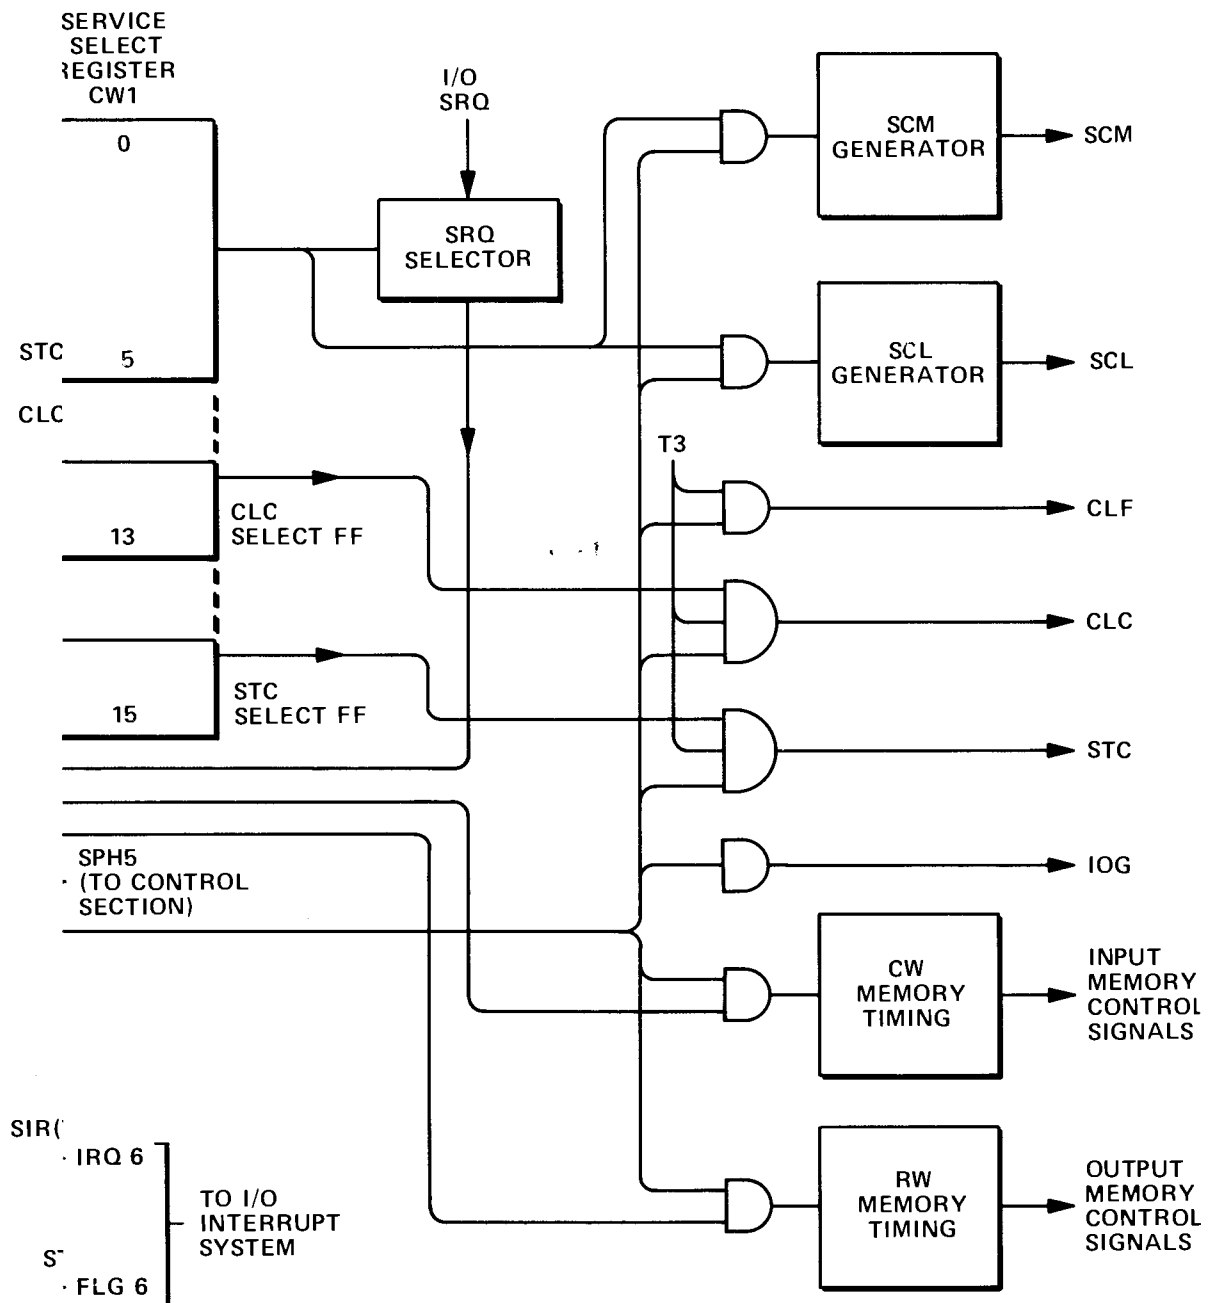 SERVICE
SELECT
REGISTER
CW1
0
STC 5
CLC
13
CLC
SELECT FF
15
STC
SELECT FF
I/O
SRQ
SRQ
SELECTOR
SCM
GENERATOR
SCM
SCL
GENERATOR
SCL
T3
CLF
CLC
STC
IOG
SPH5
(TO CONTROL
SECTION)
CW
MEMORY
TIMING
INPUT
MEMORY
CONTROL
SIGNALS
RW
MEMORY
TIMING
OUTPUT
MEMORY
CONTROL
SIGNALS
SIR(
IRQ 6
TO I/O
INTERRUPT
SYSTEM
FLG 6